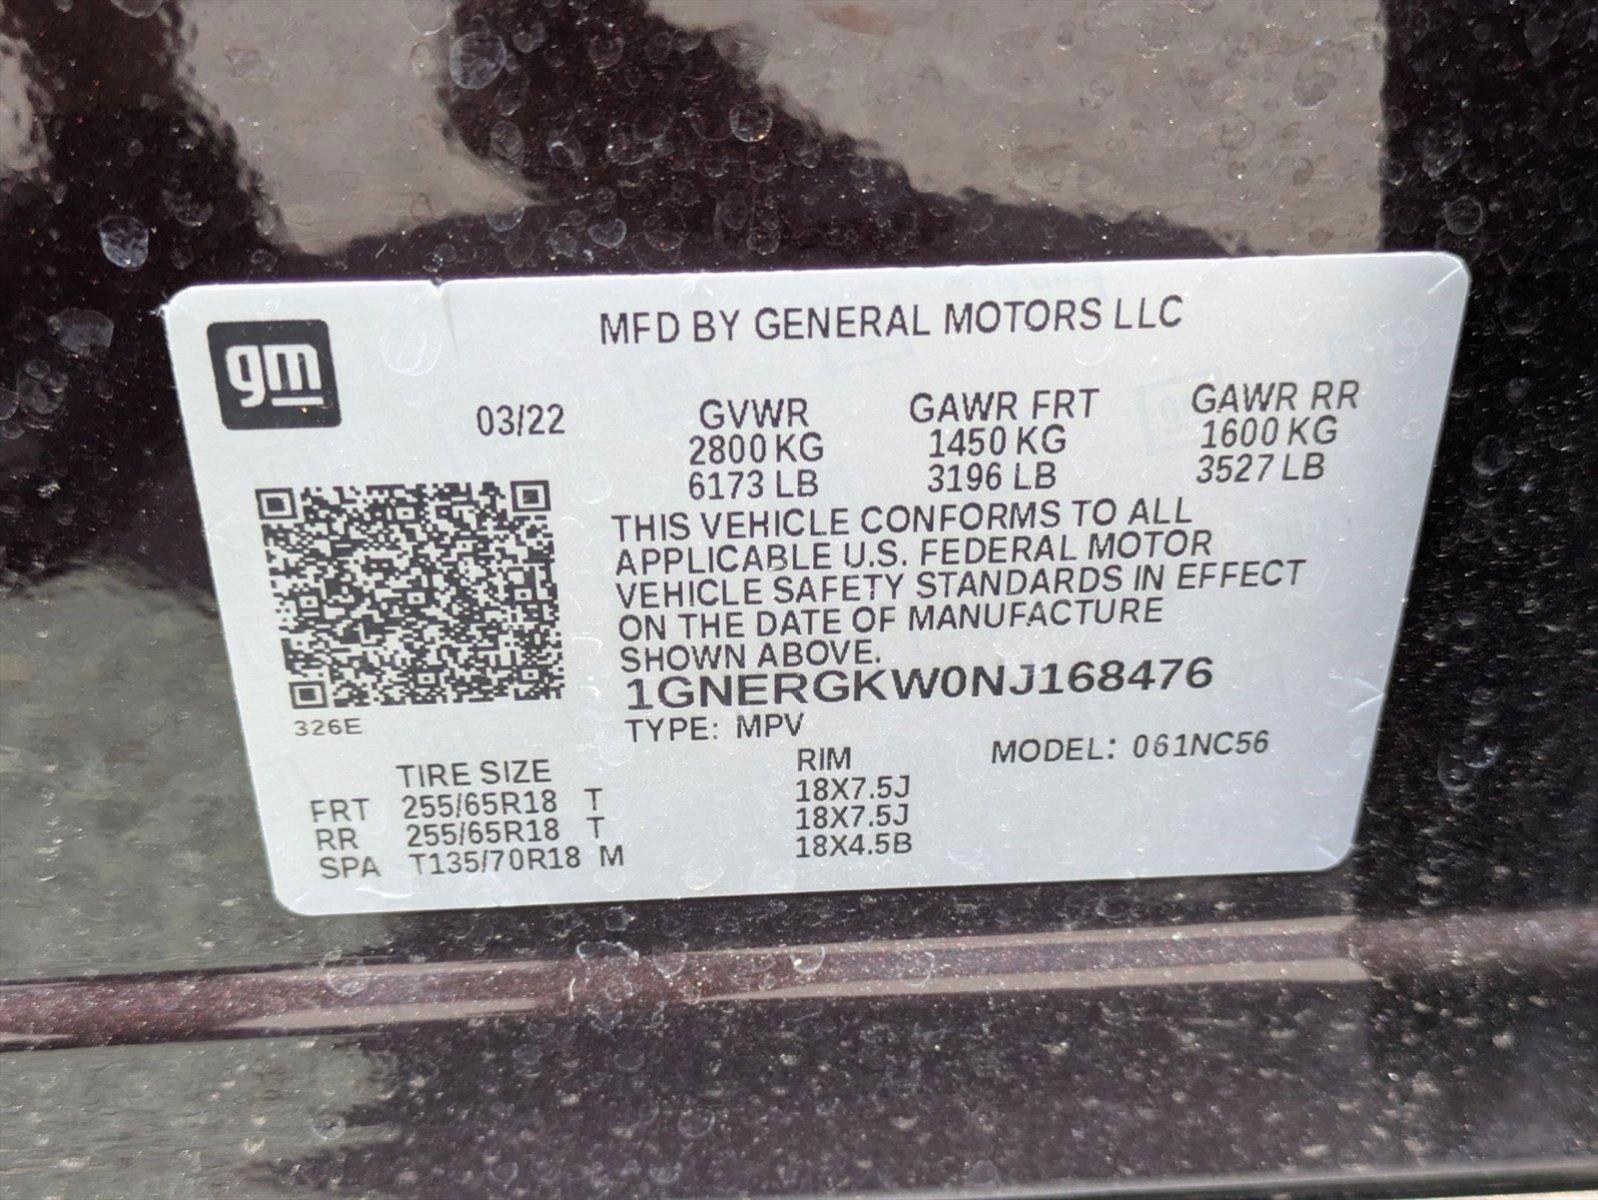 gm
MFD BY GENERAL MOTORS LLC
03/22 GVWR GAWR FRT GAWR RR
2800 KG 1450 KG 1600 KG
6173 LB 3196 LB 3527 LB
THIS VEHICLE CONFORMS TO ALL
APPLICABLE U.S. FEDERAL MOTOR
VEHICLE SAFETY STANDARDS IN EFFECT
ON THE DATE OF MANUFACTURE
SHOWN ABOVE.
1GNERGKW0NJ168476
326E
TYPE: MPV
MODEL: 061NC56
TIRE SIZE RIM
FRT 255/65R18 T 18X7.5J
RR 255/65R18 T 18X7.5J
SPA T135/70R18 M 18X4.5B